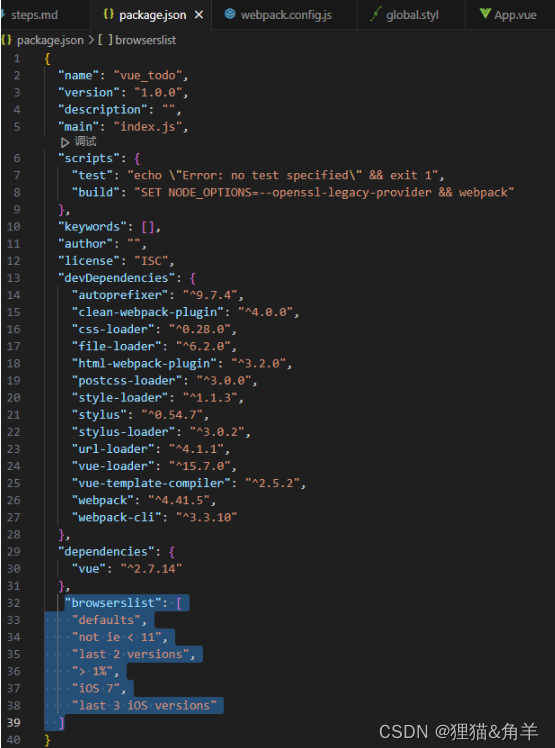 steps.md {} package.json × webpack.config.js global.styl App.vue
{} package.json > [ ] browserslist
1 {
2 "name": "vue_todo",
3 "version": "1.0.0",
4 "description": "",
5 "main": "index.js",
调试
6 "scripts": {
7 "test": "echo \"Error: no test specified\" && exit 1",
8 "build": "SET NODE_OPTIONS=--openssl-legacy-provider && webpack"
9 },
10 "keywords": [],
11 "author": "",
12 "license": "ISC",
13 "devDependencies": {
14 "autoprefixer": "^9.7.4",
15 "clean-webpack-plugin": "^4.0.0",
16 "css-loader": "^0.28.0",
17 "file-loader": "^6.2.0",
18 "html-webpack-plugin": "^3.2.0",
19 "postcss-loader": "^3.0.0",
20 "style-loader": "^1.1.3",
21 "stylus": "^0.54.7",
22 "stylus-loader": "^3.0.2",
23 "url-loader": "^4.1.1",
24 "vue-loader": "^15.7.0",
25 "vue-template-compiler": "^2.5.2",
26 "webpack": "^4.41.5",
27 "webpack-cli": "^3.3.10"
28 },
29 "dependencies": {
30 "vue": "^2.7.14"
31 },
32 "browserslist": [
33 "defaults",
34 "not ie < 11",
35 "last 2 versions",
36 "> 1%",
37 "iOS 7",
38 "last 3 iOS versions"
39 ]
40 }
CSDN @狸猫&角羊